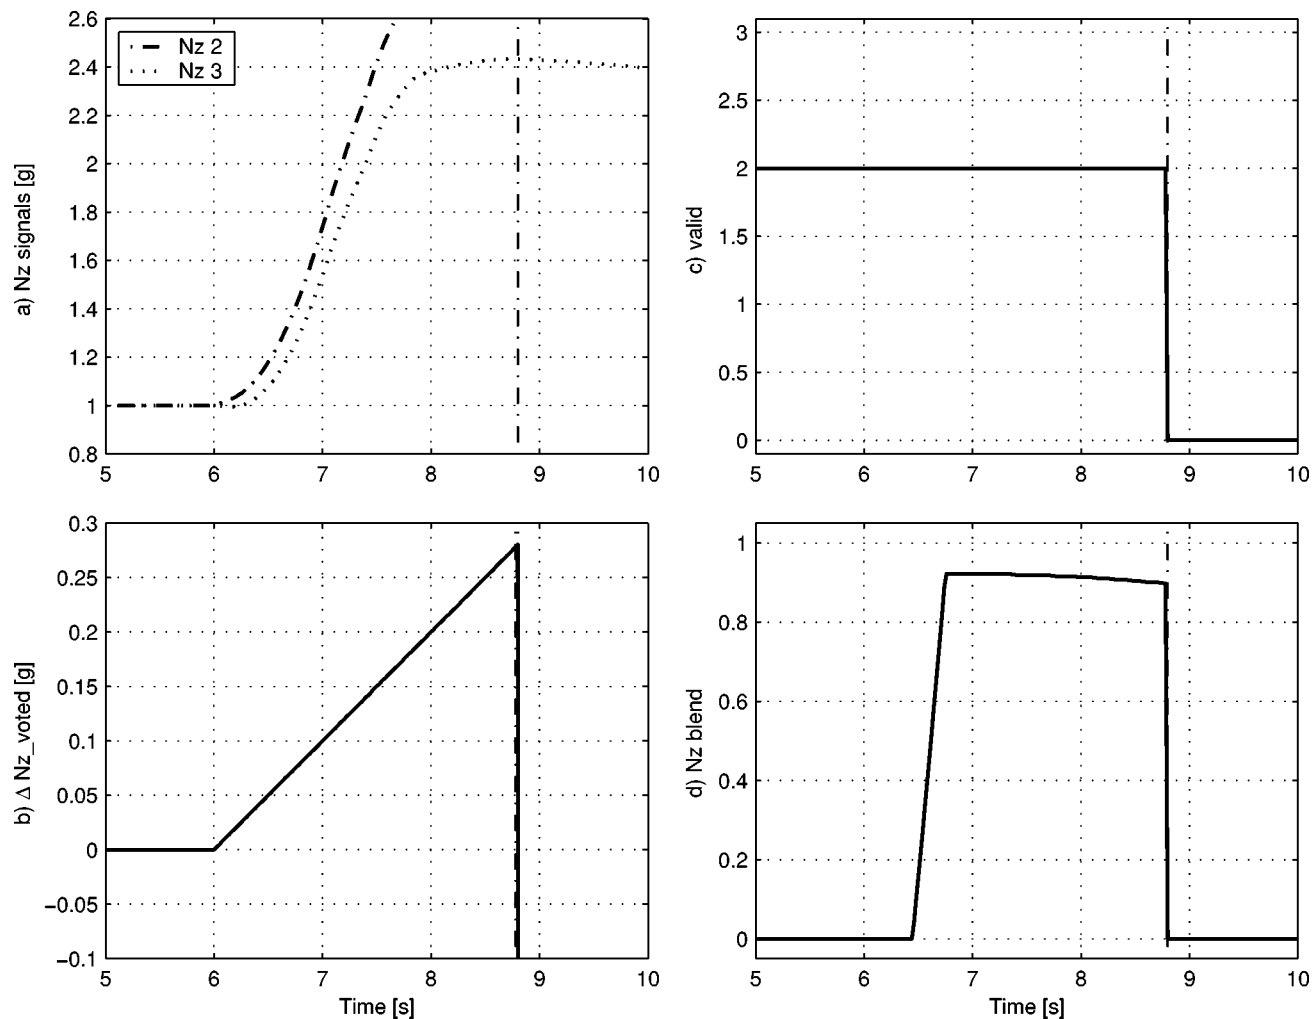 a) Nz signals [g]
2.6
2.4
2.2
2
1.8
1.6
1.4
1.2
1
0.8
Nz 2
Nz 3
5 6 7 8 9 10
c) valid
3
2.5
2
1.5
1
0.5
0
5 6 7 8 9 10
b) Δ Nz_voted [g]
0.3
0.25
0.2
0.15
0.1
0.05
0
−0.05
−0.1
5 6 7 8 9 10
Time [s]
d) Nz blend
1
0.8
0.6
0.4
0.2
0
5 6 7 8 9 10
Time [s]